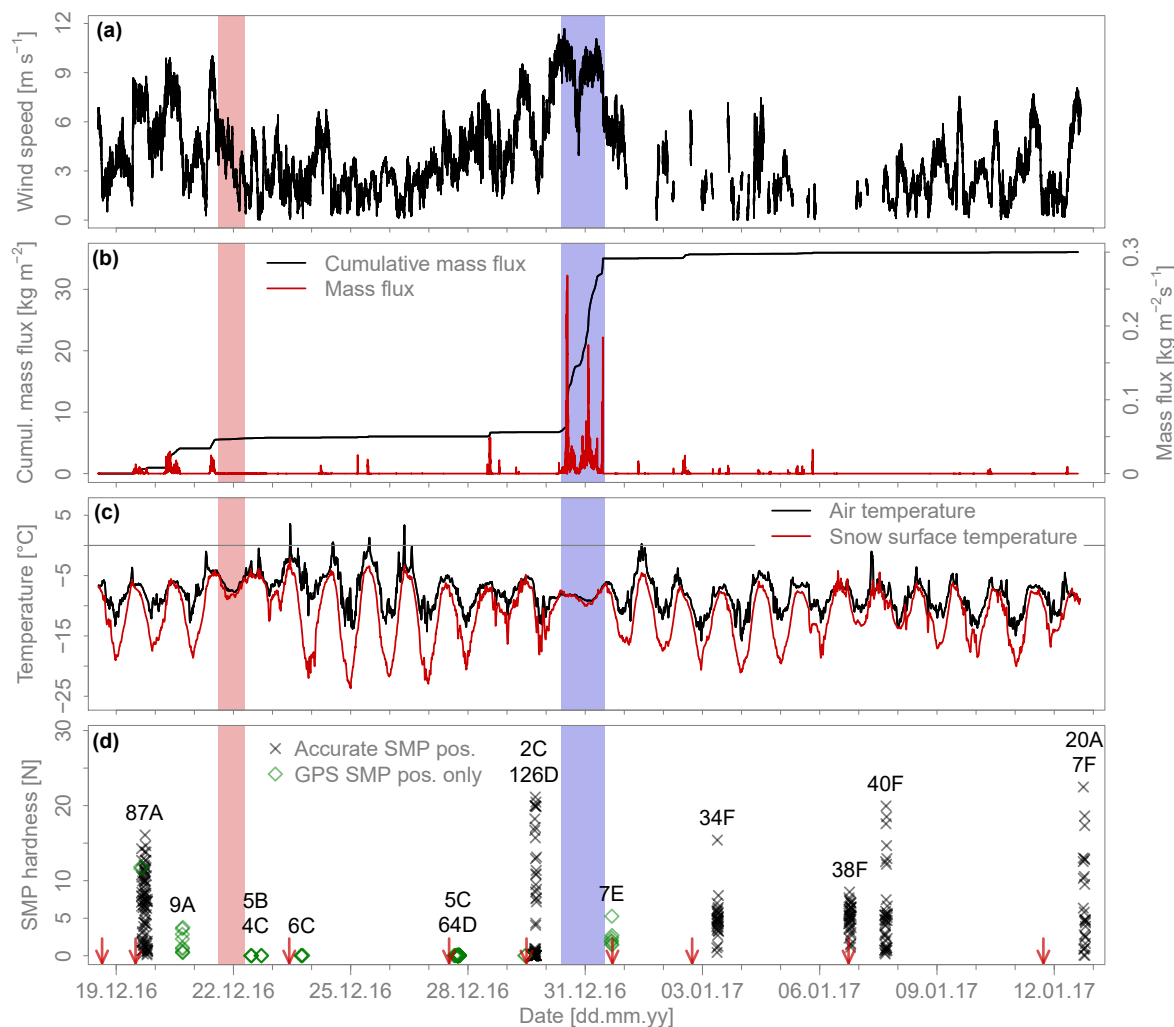 (a)
Wind speed [m s⁻¹]
12
9
6
3
0
(b)
Cumulative mass flux
Mass flux
Cumul. mass flux [kg m⁻²]
30
20
10
0
Mass flux [kg m⁻²s⁻¹]
0.3
0.2
0.1
0
(c)
Air temperature
Snow surface temperature
Temperature [°C]
5
−5
−15
−25
(d)
Accurate SMP pos.
GPS SMP pos. only
SMP hardness [N]
30
20
10
5
0
87A
9A
5B
4C
6C
5C
64D
2C
126D
7E
34F
38F
40F
20A
7F
19.12.16 22.12.16 25.12.16 28.12.16 31.12.16 03.01.17 06.01.17 09.01.17 12.01.17
Date [dd.mm.yy]